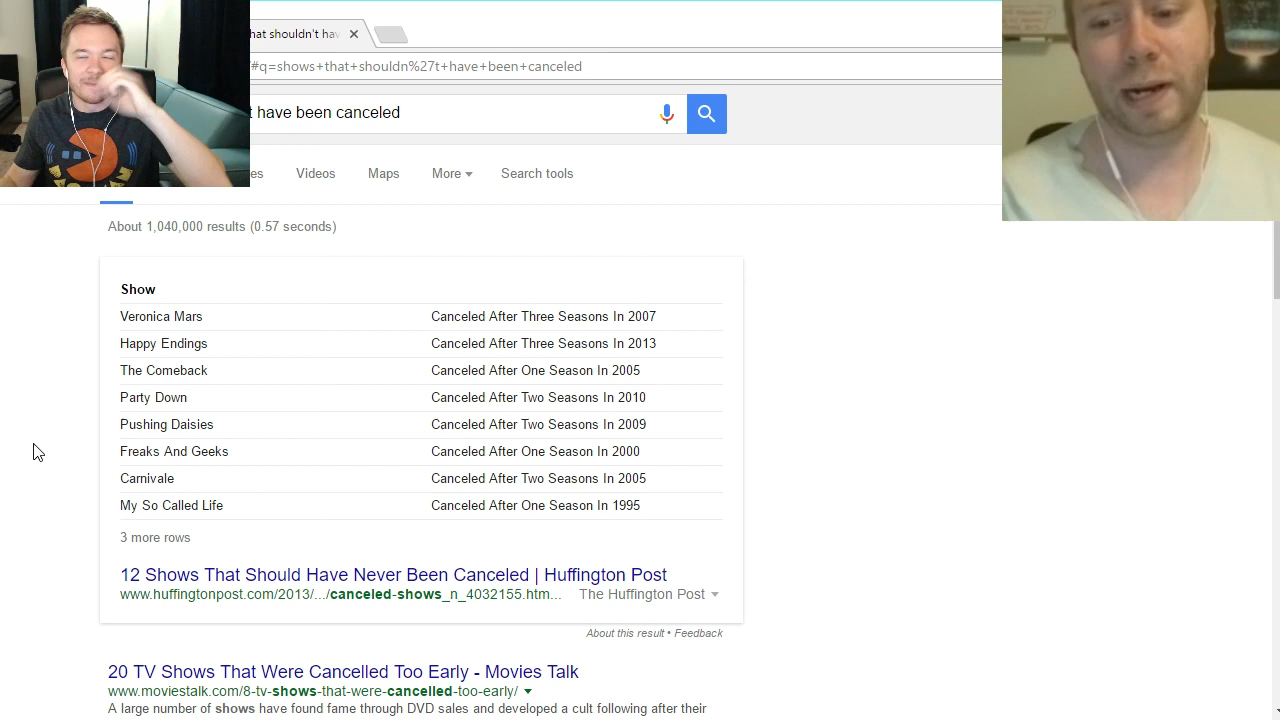 hat shouldn't hav
/#q=shows+that+shouldn%27t+have+been+canceled
t have been canceled
es Videos Maps More Search tools
About 1,040,000 results (0.57 seconds)
Show
Veronica Mars Canceled After Three Seasons In 2007
Happy Endings Canceled After Three Seasons In 2013
The Comeback Canceled After One Season In 2005
Party Down Canceled After Two Seasons In 2010
Pushing Daisies Canceled After Two Seasons In 2009
Freaks And Geeks Canceled After One Season In 2000
Carnivale Canceled After Two Seasons In 2005
My So Called Life Canceled After One Season In 1995
3 more rows
12 Shows That Should Have Never Been Canceled | Huffington Post
www.huffingtonpost.com/2013/.../canceled-shows_n_4032155.htm... The Huffington Post
About this result • Feedback
20 TV Shows That Were Cancelled Too Early - Movies Talk
www.moviestalk.com/8-tv-shows-that-were-cancelled-too-early/
A large number of shows have found fame through DVD sales and developed a cult following after their